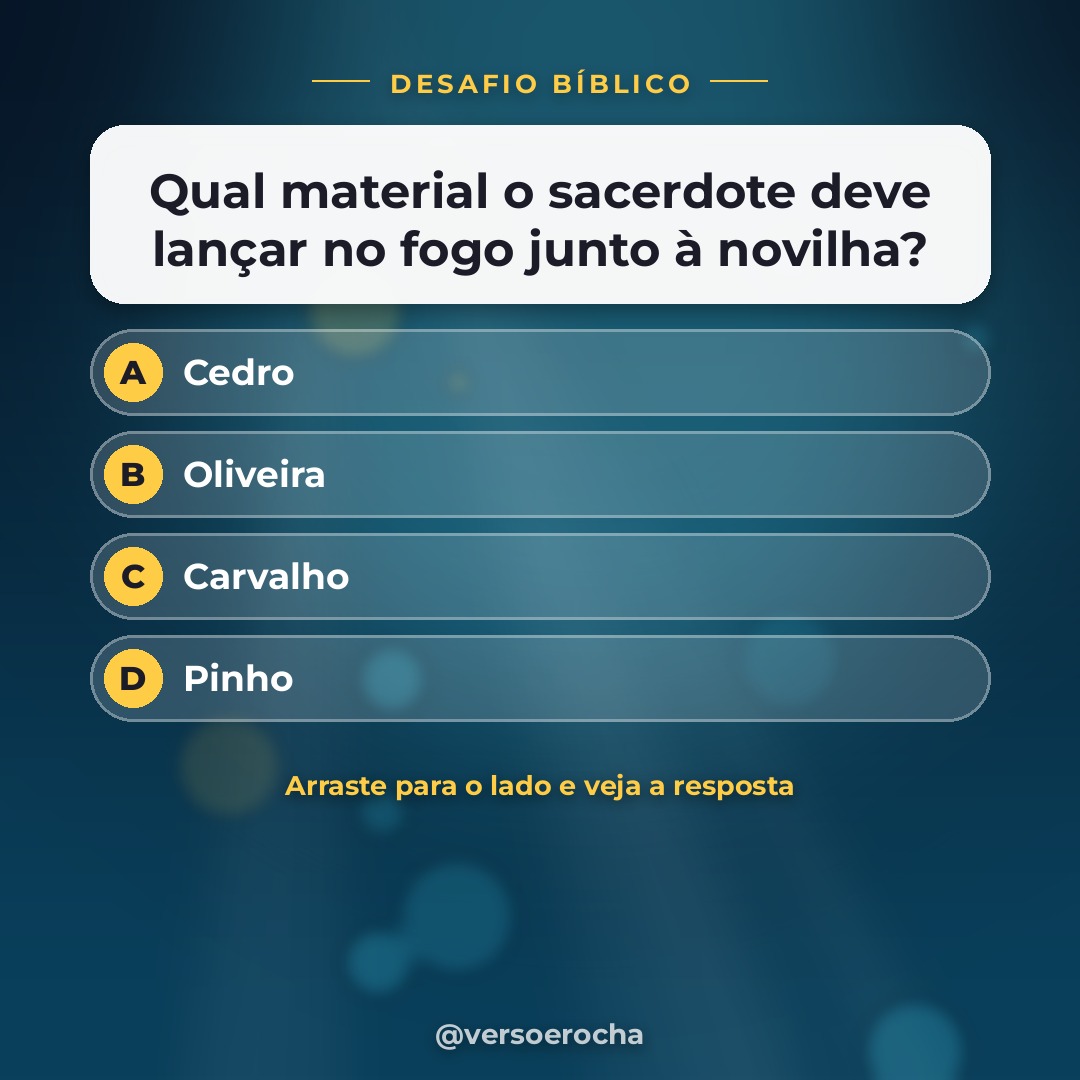 DESAFIO BÍBLICO
Qual material o sacerdote deve
lançar no fogo junto à novilha?
A Cedro
B Oliveira
C Carvalho
D Pinho
Arraste para o lado e veja a resposta
@versoerocha